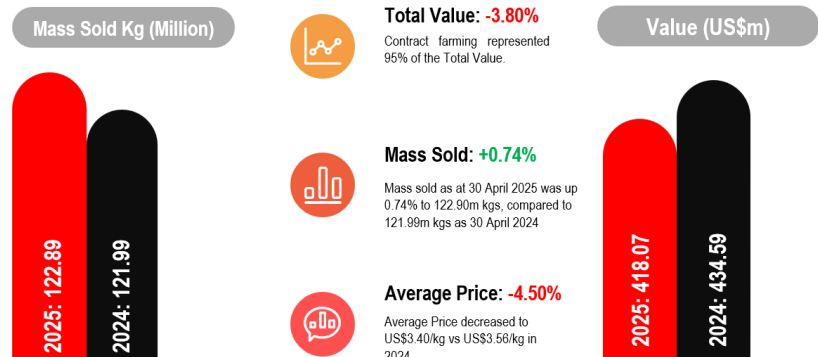 Mass Sold Kg (Million)
2025: 122.89
2024: 121.99
Total Value: -3.80%
Contract farming represented
95% of the Total Value.
Mass Sold: +0.74%
Mass sold as at 30 April 2025 was up
0.74% to 122.90m kgs, compared to
121.99m kgs as 30 April 2024
Average Price: -4.50%
Average Price decreased to
US$3.40/kg vs US$3.56/kg in
2024
Value (US$m)
2025: 418.07
2024: 434.59